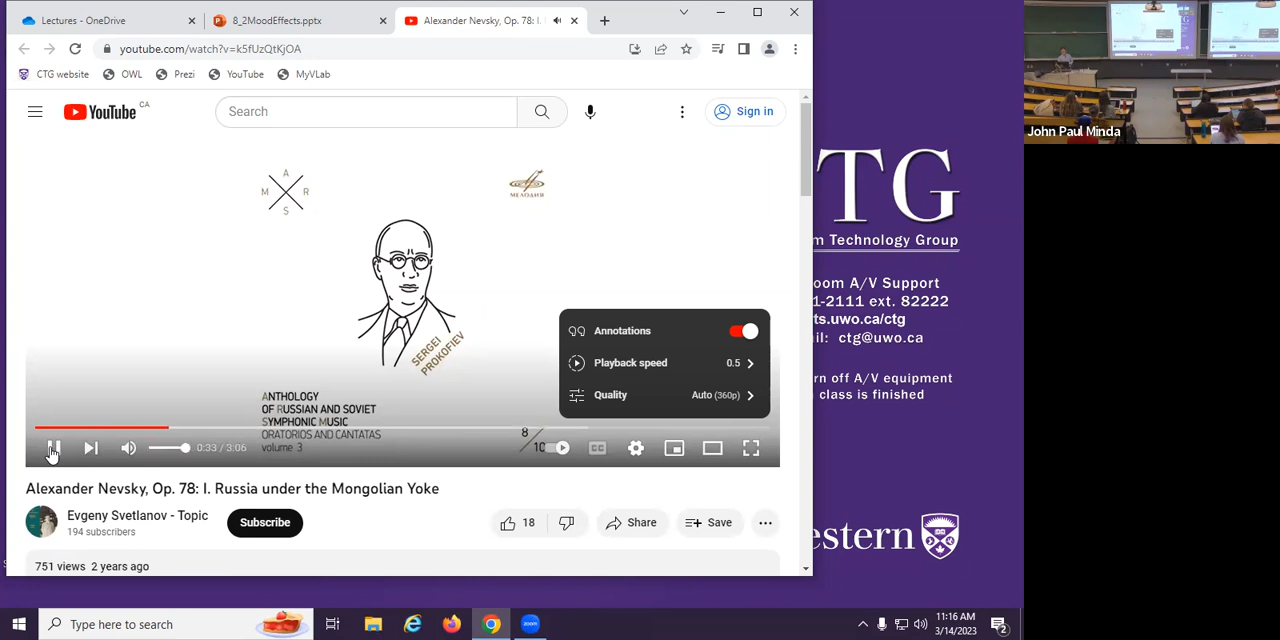 Lectures - OneDrive
8_2MoodEffects.pptx
Alexander Nevsky, Op. 78: I.
youtube.com/watch?v=k5fUzQtKjOA
CTG website
OWL
Prezi
YouTube
MyVLab
YouTube CA
Search
Sign in
A
M R
S
МЕЛОДИЯ
SERGEI
PROKOFIEV
Annotations
Playback speed 0.5
Quality Auto (360p)
ANTHOLOGY
OF RUSSIAN AND SOVIET
SYMPHONIC MUSIC
ORATORIOS AND CANTATAS
volume 3
8
10
0:33 / 3:06
CC
Alexander Nevsky, Op. 78: I. Russia under the Mongolian Yoke
Evgeny Svetlanov - Topic
194 subscribers
Subscribe
18
Share
Save
751 views 2 years ago
TG
m Technology Group
oom A/V Support
1-2111 ext. 82222
ts.uwo.ca/ctg
il: ctg@uwo.ca
rn off A/V equipment
class is finished
estern
John Paul Minda
Type here to search
zoom
11:16 AM
3/14/2023
2